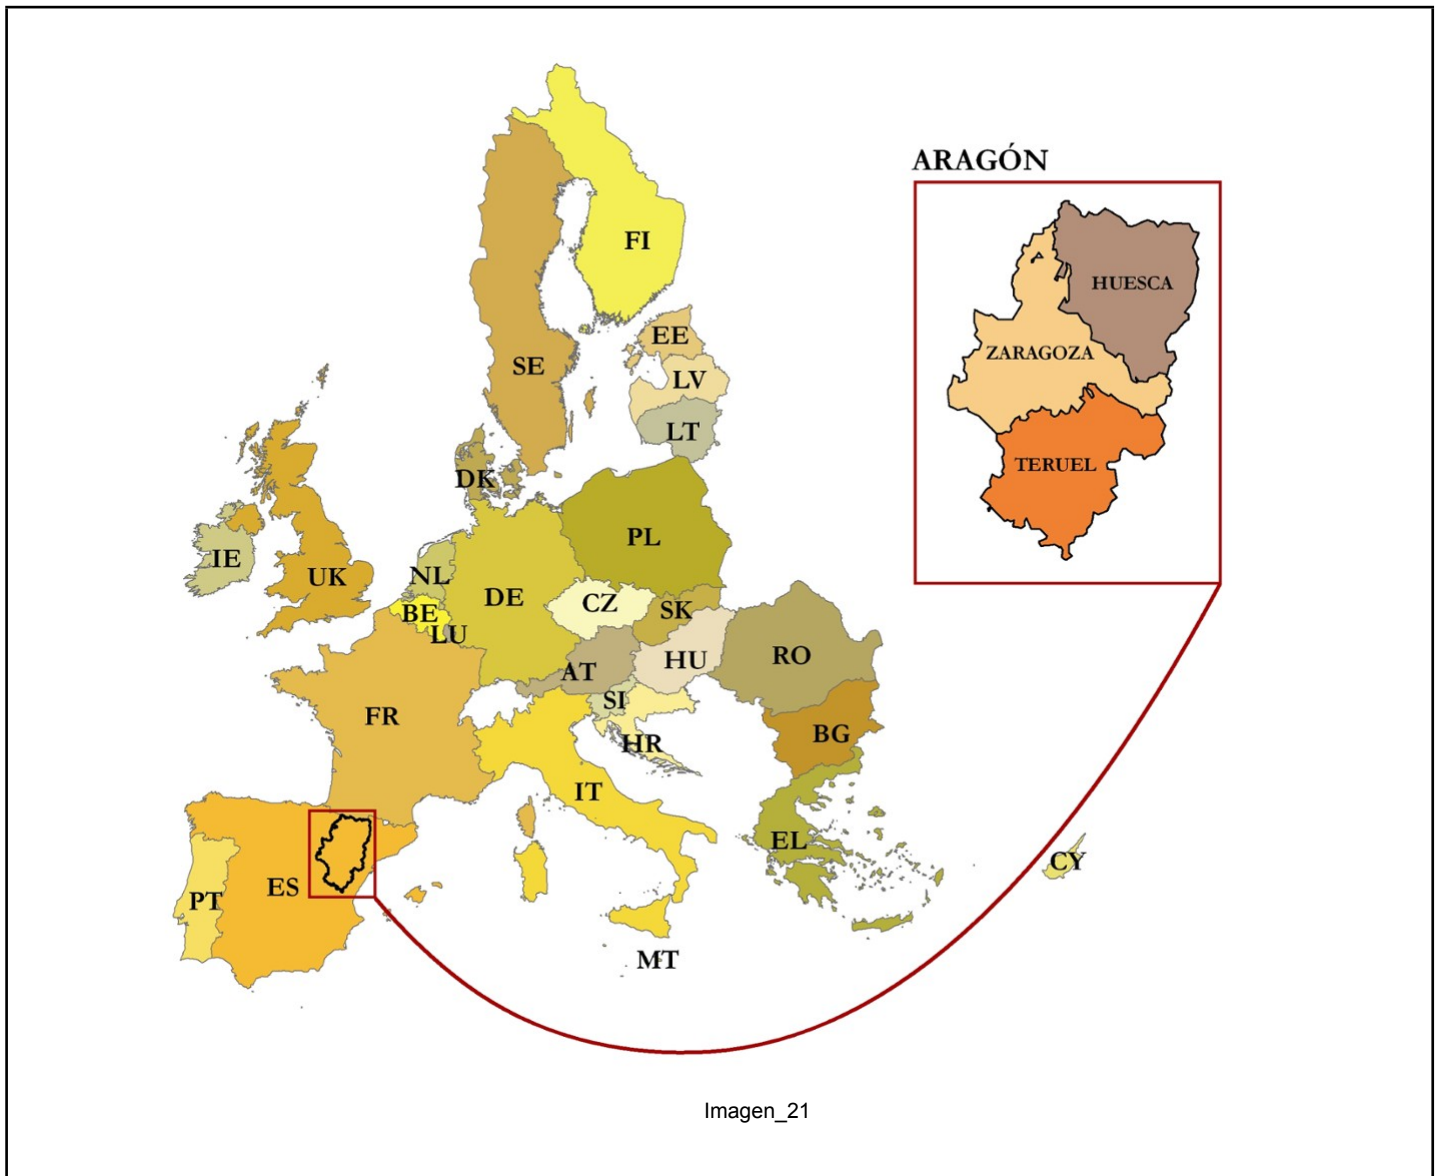 ARAGÓN
HUESCA
ZARAGOZA
TERUEL
FI
SE
EE
LV
LT
DK
IE
UK
NL
BE
LU
DE
PL
CZ
SK
AT
HU
SI
HR
RO
BG
FR
IT
EL
ES
PT
MT
CY
Imagen_21